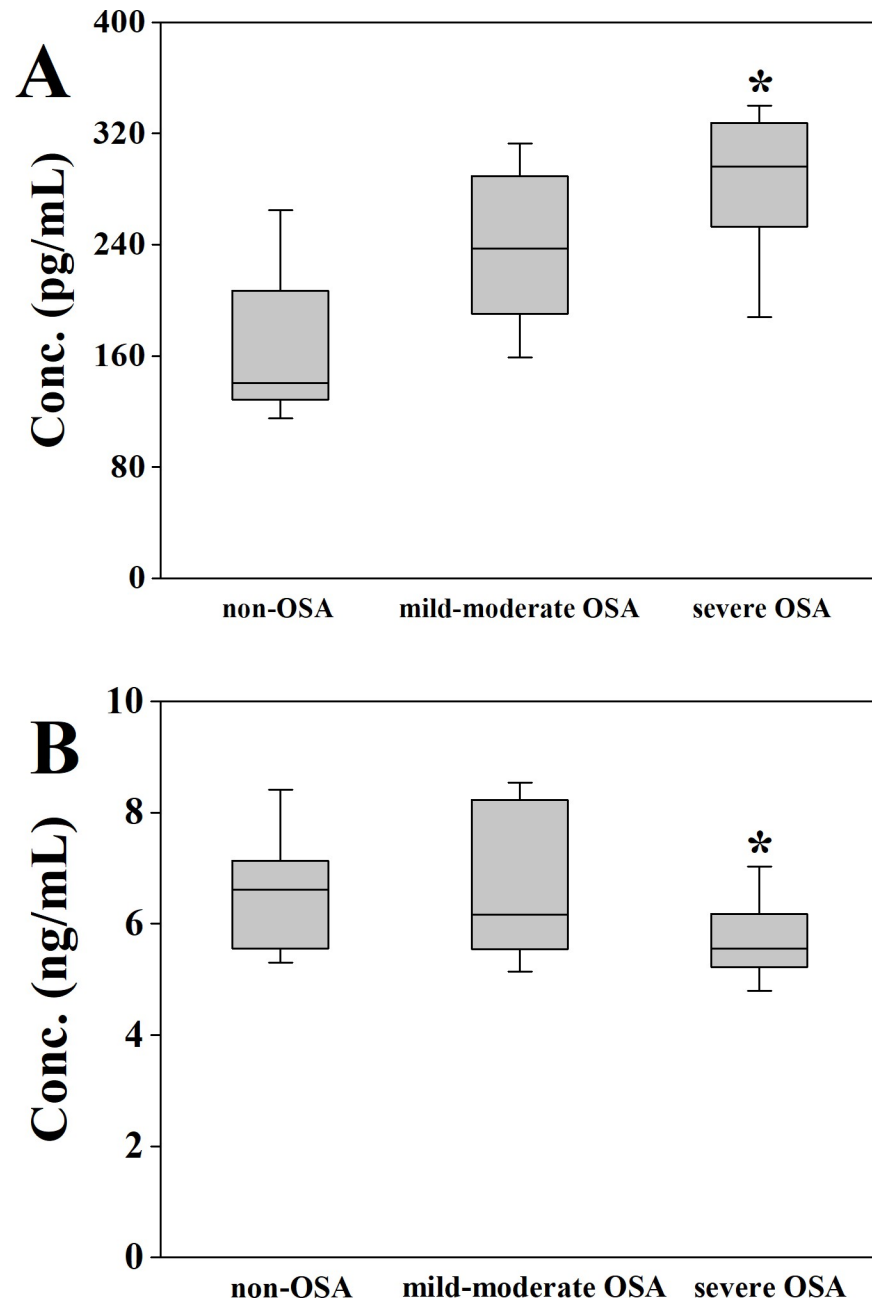 A
Conc. (pg/mL)
400
320
240
160
80
0
*
non-OSA mild-moderate OSA severe OSA
B
Conc. (ng/mL)
10
8
6
4
2
0
*
non-OSA mild-moderate OSA severe OSA